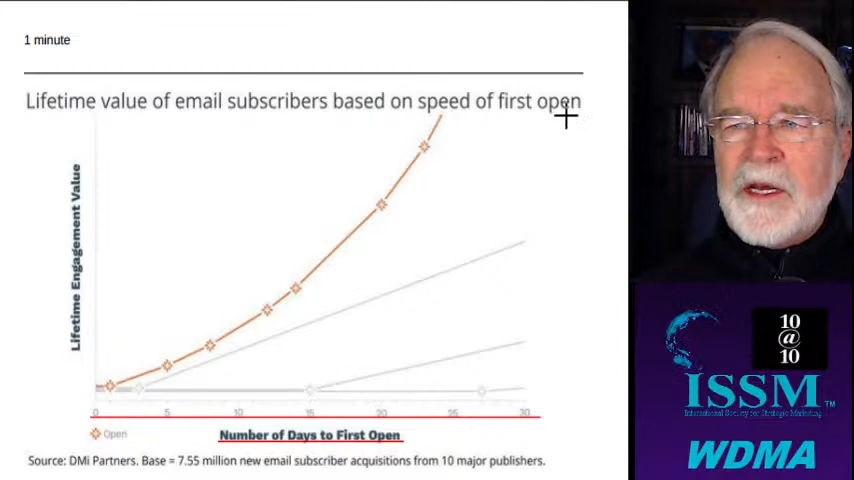 1 minute
Lifetime value of email subscribers based on speed of first open
Lifetime Engagement Value
0 5 10 15 20 25 30
Open
Number of Days to First Open
Source: DMi Partners. Base = 7.55 million new email subscriber acquisitions from 10 major publishers.
10
@
10
ISSM™
International Society for Strategic Marketing
WDMA